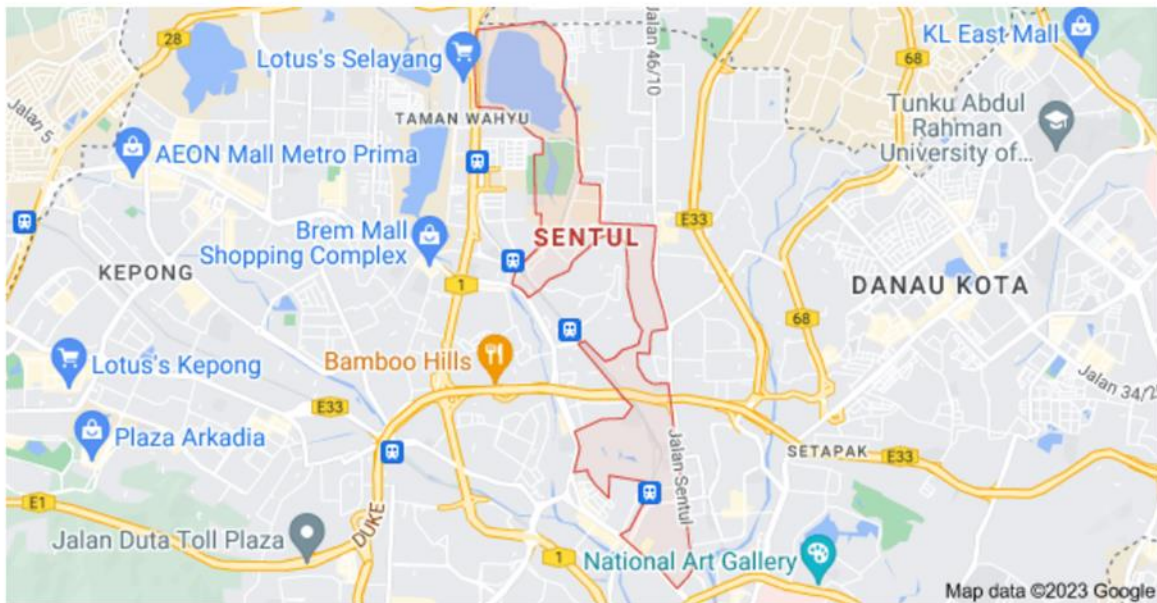 28
Lotus's Selayang
Jalan 46/10
KL East Mall
68
Jalan 5
TAMAN WAHYU
Tunku Abdul
Rahman
University of...
AEON Mall Metro Prima
E33
Brem Mall
Shopping Complex
SENTUL
KEPONG
1
DANAU KOTA
68
Bamboo Hills
Lotus's Kepong
E33
Jalan 34/2
Plaza Arkadia
Jalan Sentul
SETAPAK
E33
E1
DUKE
Jalan Duta Toll Plaza
1
National Art Gallery
Map data ©2023 Google